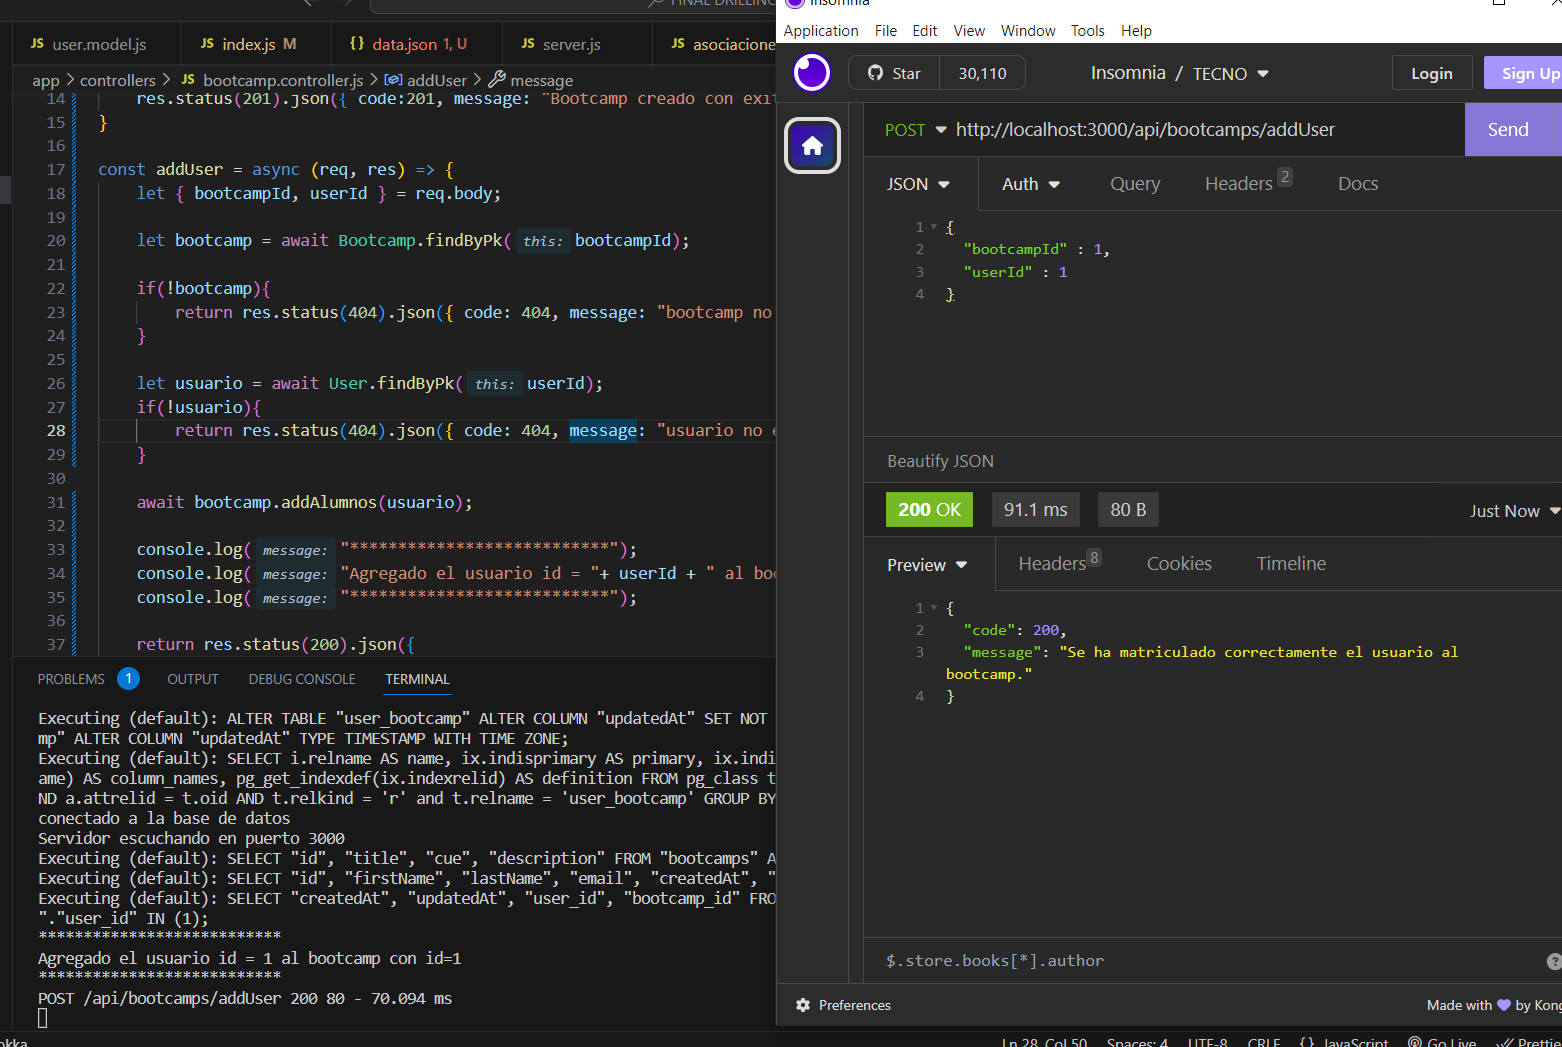 FINAL DRILLING
JS user.model.js
JS index.js M
{} data.json 1, U
JS server.js
JS asociacione
app > controllers > JS bootcamp.controller.js > addUser > message
14 res.status(201).json({ code:201, message: "Bootcamp creado con exit
15 }
16
17 const addUser = async (req, res) => {
18 let { bootcampId, userId } = req.body;
19
20 let bootcamp = await Bootcamp.findByPk( this: bootcampId);
21
22 if(!bootcamp){
23 return res.status(404).json({ code: 404, message: "bootcamp no
24 }
25
26 let usuario = await User.findByPk( this: userId);
27 if(!usuario){
28 return res.status(404).json({ code: 404, message: "usuario no e
29 }
30
31 await bootcamp.addAlumnos(usuario);
32
33 console.log( message: "***************************");
34 console.log( message: "Agregado el usuario id = "+ userId + " al boo
35 console.log( message: "***************************");
36
37 return res.status(200).json({
PROBLEMS 1 OUTPUT DEBUG CONSOLE TERMINAL
Executing (default): ALTER TABLE "user_bootcamp" ALTER COLUMN "updatedAt" SET NOT
mp" ALTER COLUMN "updatedAt" TYPE TIMESTAMP WITH TIME ZONE;
Executing (default): SELECT i.relname AS name, ix.indisprimary AS primary, ix.indi
ame) AS column_names, pg_get_indexdef(ix.indexrelid) AS definition FROM pg_class t
ND a.attrelid = t.oid AND t.relkind = 'r' and t.relname = 'user_bootcamp' GROUP BY
conectado a la base de datos
Servidor escuchando en puerto 3000
Executing (default): SELECT "id", "title", "cue", "description" FROM "bootcamps" A
Executing (default): SELECT "id", "firstName", "lastName", "email", "createdAt", "
Executing (default): SELECT "createdAt", "updatedAt", "user_id", "bootcamp_id" FRO
"."user_id" IN (1);
***************************
Agregado el usuario id = 1 al bootcamp con id=1
***************************
POST /api/bootcamps/addUser 200 80 - 70.094 ms
Insomnia
Application File Edit View Window Tools Help
Star 30,110
Insomnia / TECNO
Login
Sign Up
POST http://localhost:3000/api/bootcamps/addUser
Send
JSON Auth Query Headers 2 Docs
1 {
2 "bootcampId" : 1,
3 "userId" : 1
4 }
Beautify JSON
200 OK 91.1 ms 80 B Just Now
Preview Headers 8 Cookies Timeline
1 {
2 "code": 200,
3 "message": "Se ha matriculado correctamente el usuario al
bootcamp."
4 }
$.store.books[*].author
?
Preferences
Made with 💜 by Kong
okka
Ln 28, Col 50 Spaces: 4 UTF-8 CRLF {} JavaScript Go Live Prettie